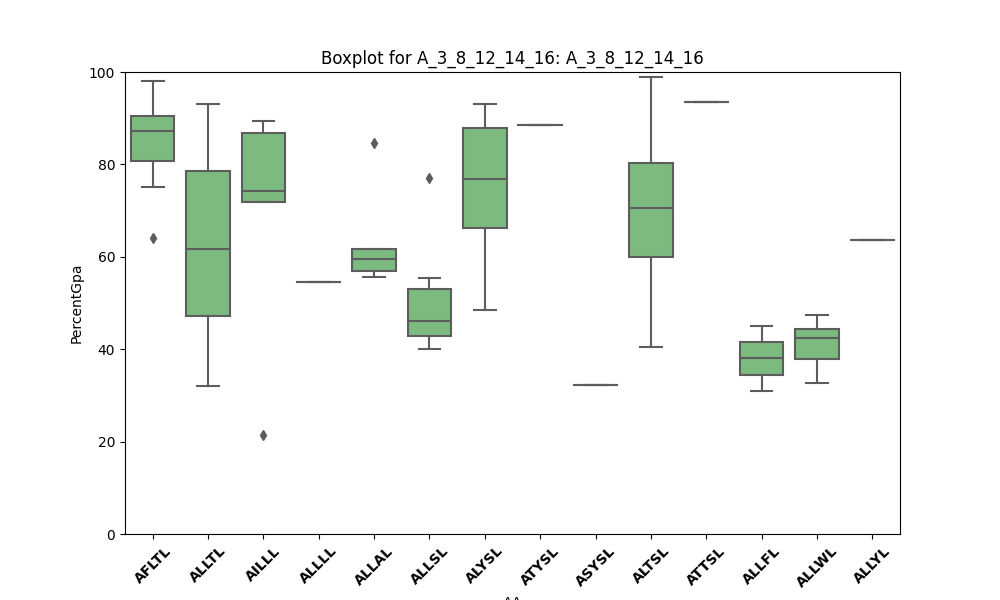 Boxplot for A_3_8_12_14_16: A_3_8_12_14_16
100
80
60
40
20
0
PercentGpa
AFLTL
ALLTL
AILLL
ALLLL
ALLAL
ALLSL
ALYSL
ATYSL
ASYSL
ALTSL
ATTSL
ALLFL
ALLWL
ALLYL